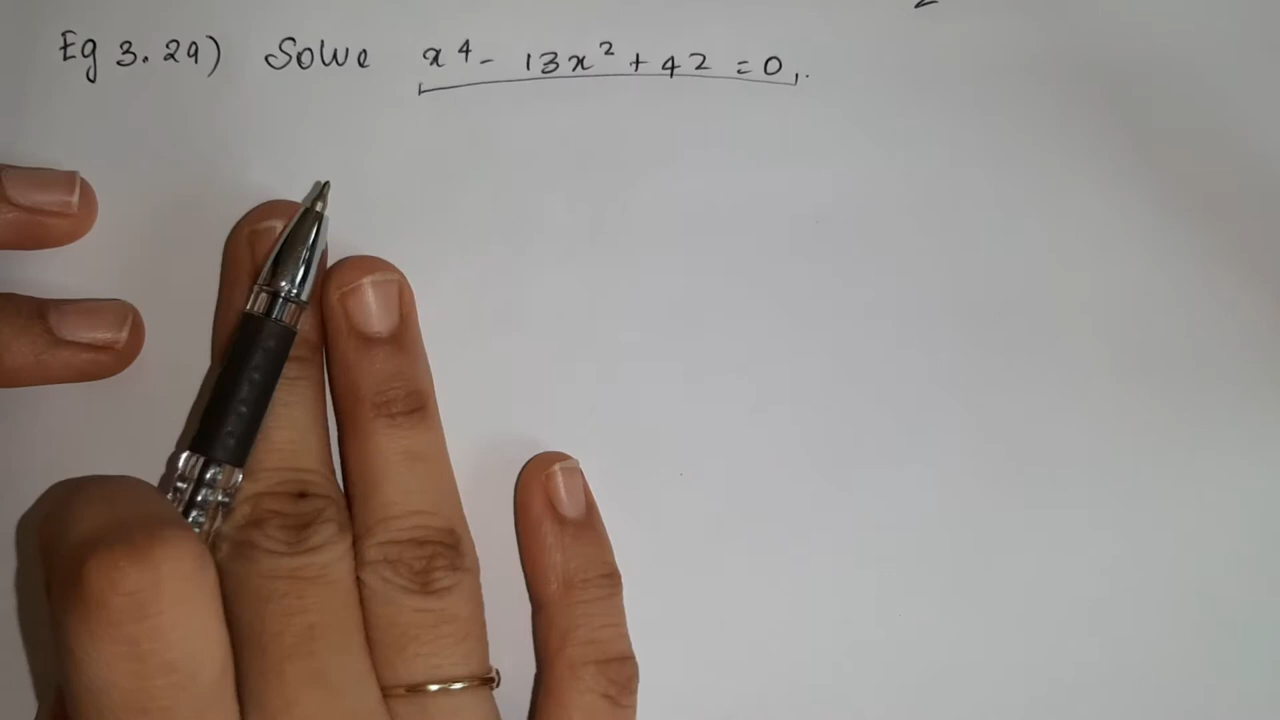 Eg 3.29) Solve x⁴ - 13x² + 42 = 0,.